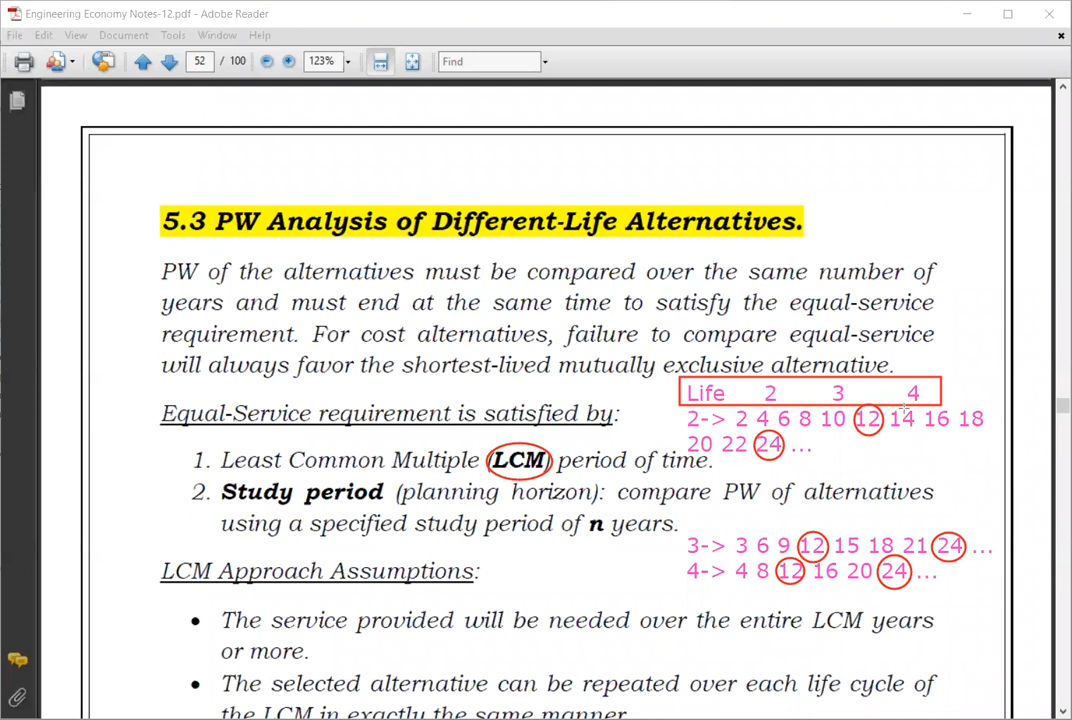 Engineering Economy Notes-12.pdf - Adobe Reader
File Edit View Document Tools Window Help
52 / 100 123% Find
5.3 PW Analysis of Different-Life Alternatives.
PW of the alternatives must be compared over the same number of
years and must end at the same time to satisfy the equal-service
requirement. For cost alternatives, failure to compare equal-service
will always favor the shortest-lived mutually exclusive alternative.
Life 2 3 4
Equal-Service requirement is satisfied by:
2-> 2 4 6 8 10 12 14 16 18
20 22 24 ...
1. Least Common Multiple (LCM) period of time.
2. Study period (planning horizon): compare PW of alternatives
using a specified study period of n years.
3-> 3 6 9 12 15 18 21 24 ...
4-> 4 8 12 16 20 24 ...
LCM Approach Assumptions:
• The service provided will be needed over the entire LCM years
or more.
• The selected alternative can be repeated over each life cycle of
the LCM in exactly the same manner